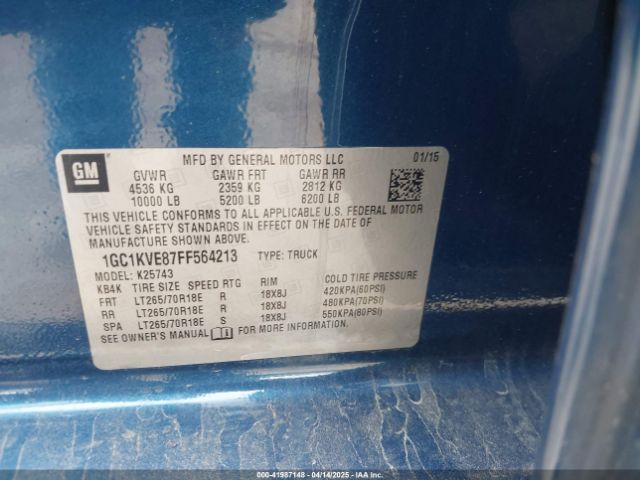 GM
MFD BY GENERAL MOTORS LLC 01/15
GVWR GAWR FRT GAWR RR
4536 KG 2359 KG 2812 KG
10000 LB 5200 LB 6200 LB
THIS VEHICLE CONFORMS TO ALL APPLICABLE U.S. FEDERAL MOTOR
VEHICLE SAFETY STANDARDS IN EFFECT ON THE DATE OF
MANUFACTURE SHOWN ABOVE.
1GC1KVE87FF564213 TYPE: TRUCK
MODEL: K25743
KB4K TIRE SIZE SPEED RTG RIM COLD TIRE PRESSURE
FRT LT265/70R18E R 18X8J 420KPA(60PSI)
RR LT265/70R18E R 18X8J 480KPA(70PSI)
SPA LT265/70R18E S 18X8J 550KPA(80PSI)
SEE OWNER'S MANUAL FOR MORE INFORMATION
000-41987148 - 04/14/2025 - IAAI.COM